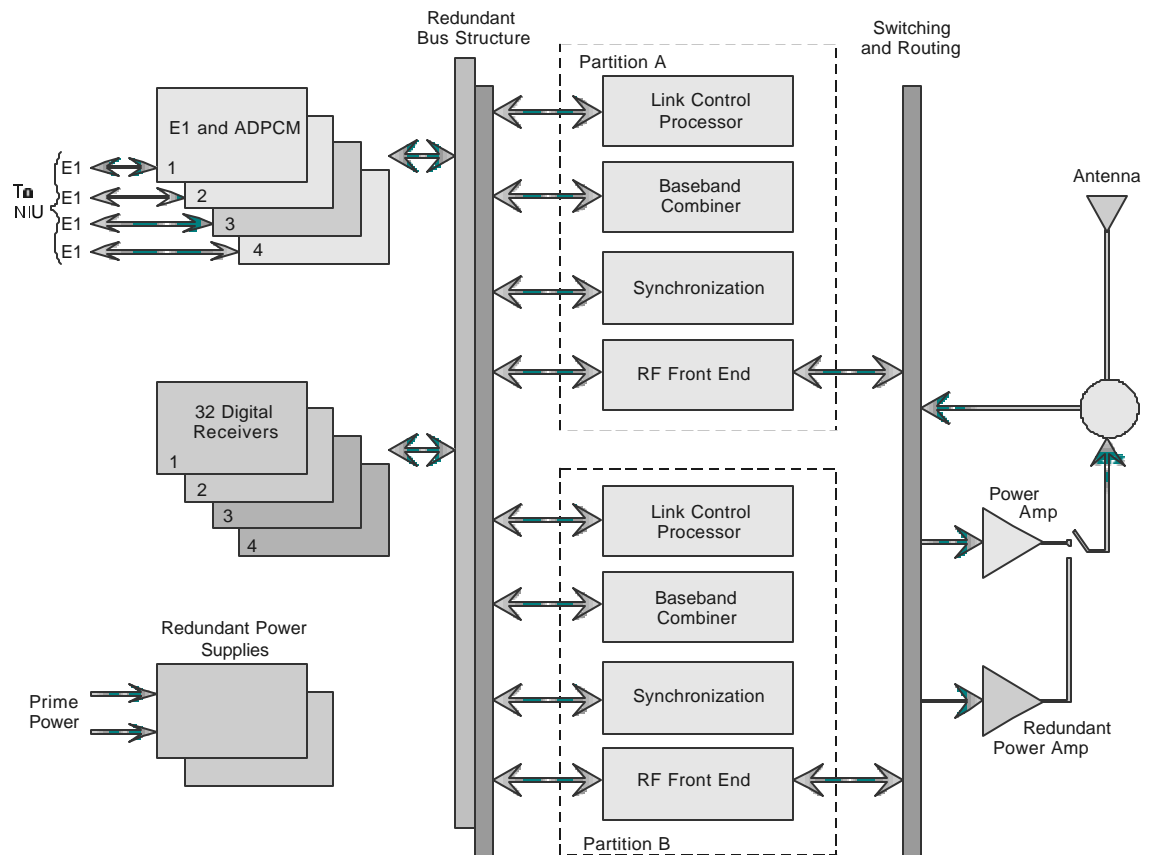 Redundant
Bus Structure
Switching
and Routing
Partition A
Link Control
Processor
Baseband
Combiner
Synchronization
RF Front End
E1 and ADPCM
1
2
3
4
E1
E1
E1
E1
To
NIU
Antenna
32 Digital
Receivers
1
2
3
4
Link Control
Processor
Baseband
Combiner
Synchronization
RF Front End
Partition B
Power
Amp
Redundant
Power Amp
Redundant Power
Supplies
Prime
Power